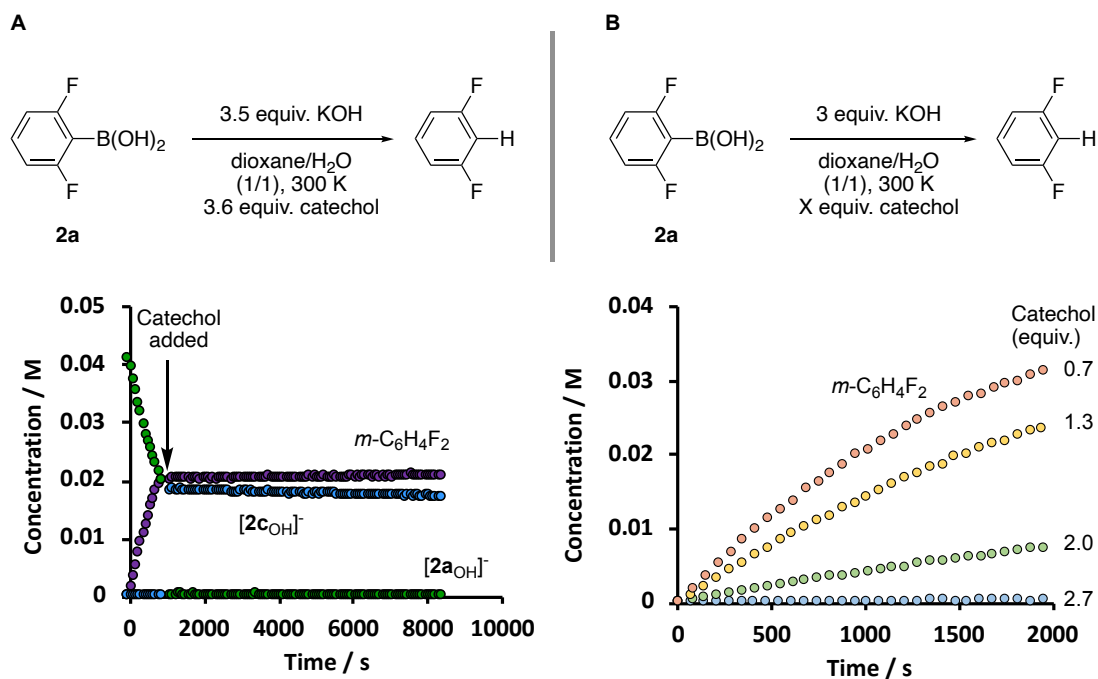 A
F
B(OH)₂
F
2a
3.5 equiv. KOH
dioxane/H₂O
(1/1), 300 K
3.6 equiv. catechol
F
H
F
B
F
B(OH)₂
F
2a
3 equiv. KOH
dioxane/H₂O
(1/1), 300 K
X equiv. catechol
F
H
F
Concentration / M
0.05
0.04
0.03
0.02
0.01
0
Catechol
added
m-C₆H₄F₂
[2c_OH]⁻
[2a_OH]⁻
0
2000
4000
6000
8000
10000
Time / s
Concentration / M
0.04
0.03
0.02
0.01
0
m-C₆H₄F₂
Catechol
(equiv.)
0.7
1.3
2.0
2.7
0
500
1000
1500
2000
Time / s